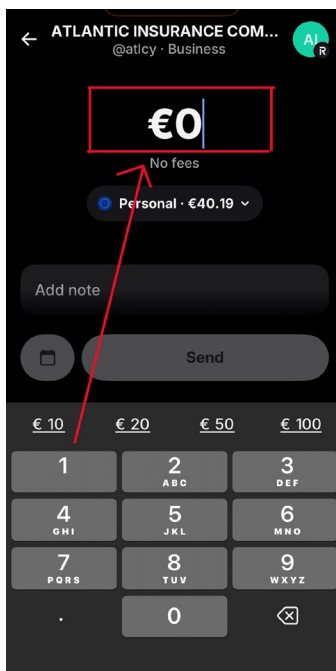 ATLANTIC INSURANCE COM...
@atlcy · Business
AI
R
€0
No fees
Personal · €40.19
Add note
Send
€ 10 € 20 € 50 € 100
1 2 3
ABC DEF
4 5 6
GHI JKL MNO
7 8 9
PQRS TUV WXYZ
. 0